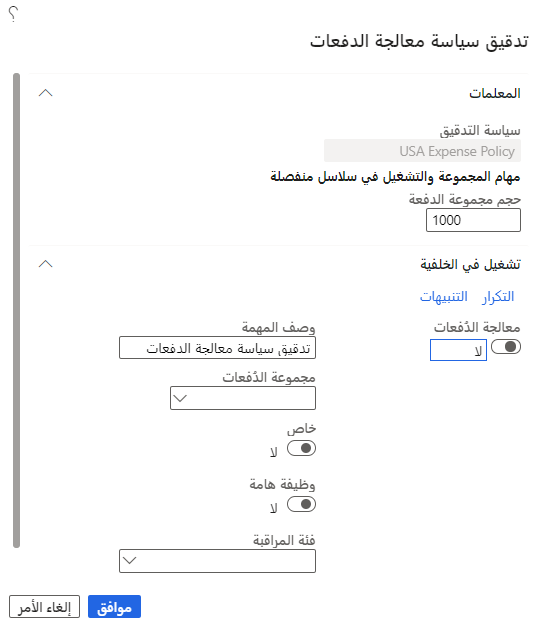 ؟
تدقيق سياسة معالجة الدفعات
المعلمات
سياسة التدقيق
USA Expense Policy
مهام المجموعة والتشغيل في سلاسل منفصلة
حجم مجموعة الدفعة
1000
تشغيل في الخلفية
التكرار
التنبيهات
معالجة الدُفعات
لا
وصف المهمة
تدقيق سياسة معالجة الدفعات
مجموعة الدُفعات
خاص
لا
وظيفة هامة
لا
فئة المراقبة
موافق
إلغاء الأمر